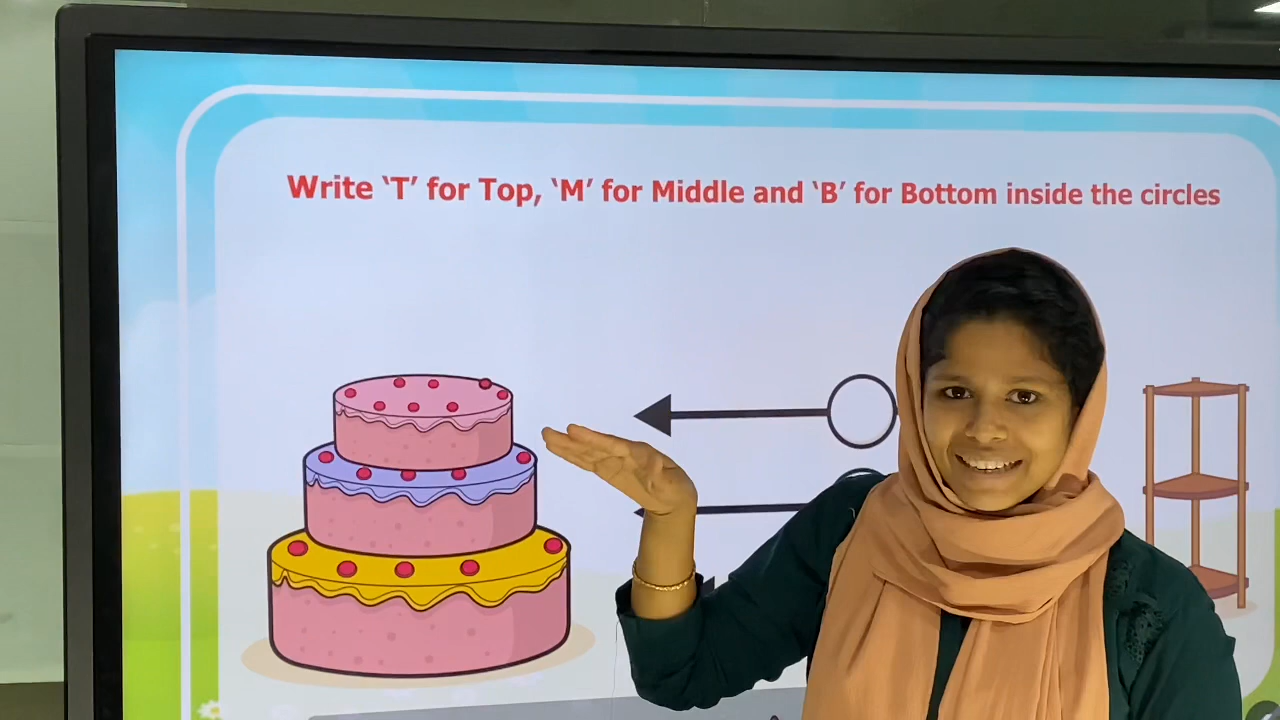 Write ‘T’ for Top, ‘M’ for Middle and ‘B’ for Bottom inside the circles